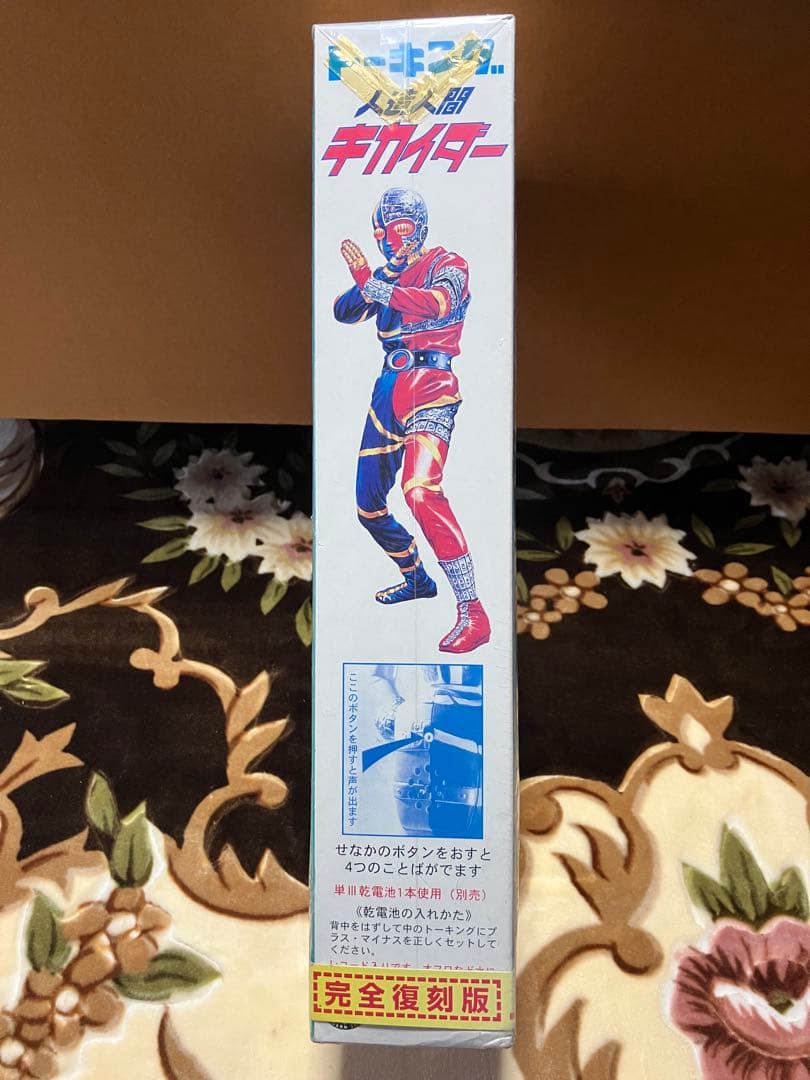 トーキング
人造人間
キカイダー
ここのボタンを押すと声が出ます
せなかのボタンをおすと
4つのことばがでます
単Ⅲ乾電池1本使用（別売）
《乾電池の入れかた》
背中をはずして中のトーキングにプ
ラス・マイナスを正しくセットして
ください。
完全復刻版